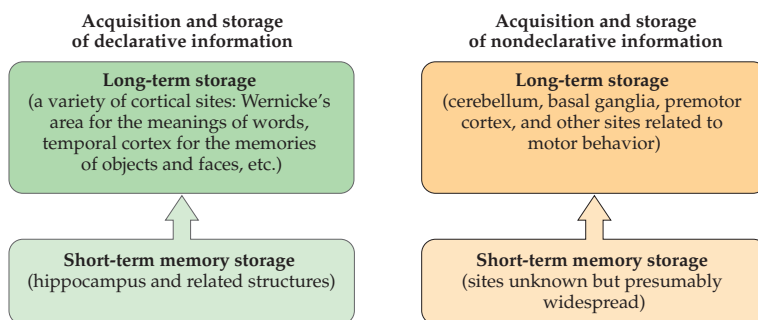 Acquisition and storage
of declarative information
Long-term storage
(a variety of cortical sites: Wernicke's
area for the meanings of words,
temporal cortex for the memories
of objects and faces, etc.)
Short-term memory storage
(hippocampus and related structures)
Acquisition and storage
of nondeclarative information
Long-term storage
(cerebellum, basal ganglia, premotor
cortex, and other sites related to
motor behavior)
Short-term memory storage
(sites unknown but presumably
widespread)